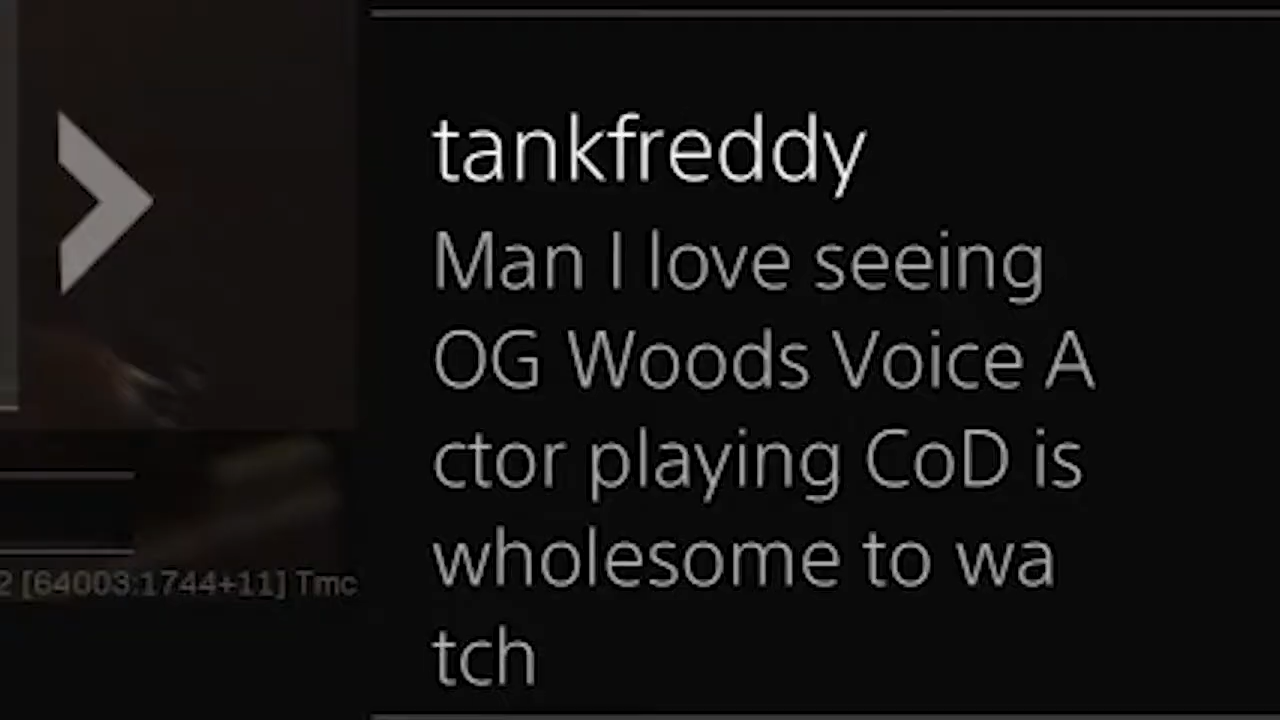 tankfreddy
Man I love seeing
OG Woods Voice A
ctor playing CoD is
wholesome to wa
tch
2 [64003:1744+11] Tmc